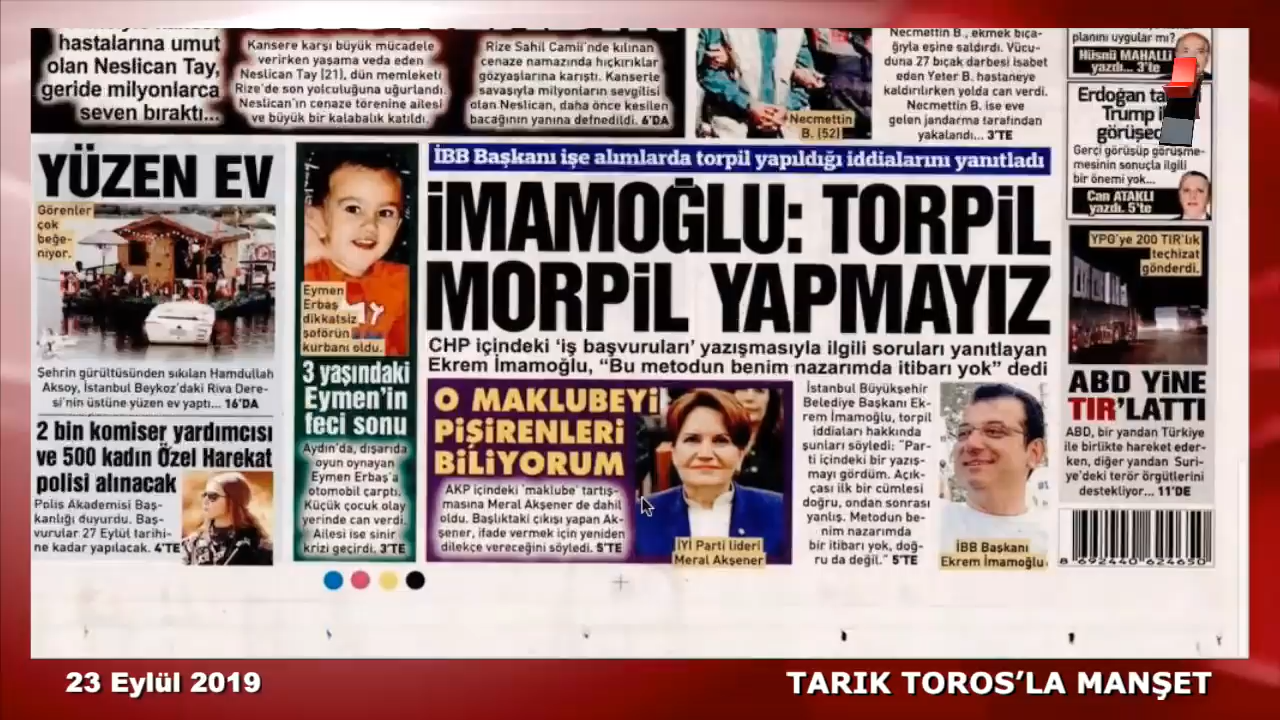 hastalarına umut
olan Neslican Tay,
geride milyonlarca
seven bıraktı...
Kansere karşı büyük mücadele
verirken yaşama veda eden
Neslican Tay (21), dün memleketi
Rize'de son yolculuğuna uğurlandı.
Neslican'ın cenaze törenine ailesi
ve büyük bir kalabalık katıldı.
Rize Sahil Camii'nde kılınan
cenaze namazında hıçkırıklar
gözyaşlarına karıştı. Kanserle
savaşıyla milyonların sevgilisi
olan Neslican, daha önce kesilen
bacağının yanına defnedildi. 6'DA
Necmettin
B. (52)
Necmettin B., ekmek bıça-
ğıyla eşine saldırdı. Vücu-
duna 27 bıçak darbesi isabet
eden Yeter B. hastaneye
kaldırılırken yolda can verdi.
Necmettin B. ise eve
gelen jandarma tarafından
yakalandı... 3'TE
planını uygular mı?
Hüsnü MAHALLİ
yazdı... 3'te
Erdoğan
Trump
görüşe
Gerçi görüşüp görüşme-
mesinin sonuçla ilgili
bir önemi yok...
Can ATAKLI
yazdı. 5'te
YÜZEN EV
Görenler
çok
beğe-
niyor.
Şehrin gürültüsünden sıkılan Hamdullah
Aksoy, İstanbul Beykoz'daki Riva Dere-
si'nin üstüne yüzen ev yaptı... 16'DA
2 bin komiser yardımcısı
ve 500 kadın Özel Harekat
polisi alınacak
Polis Akademisi Baş-
kanlığı duyurdu. Baş-
vurular 27 Eylül tarihi-
ne kadar yapılacak. 4'TE
Eymen
Erbaş
dikkatsiz
şoförün
kurbanı oldu.
3 yaşındaki
Eymen'in
feci sonu
Aydın'da, dışarıda
oyun oynayan
Eymen Erbaş'a
otomobil çarptı.
Küçük çocuk olay
yerinde can verdi.
Ailesi ise sinir
krizi geçirdi. 3'TE
İBB Başkanı işe alımlarda torpil yapıldığı iddialarını yanıtladı
İMAMOĞLU: TORPİL
MORPİL YAPMAYIZ
CHP içindeki 'iş başvuruları' yazışmasıyla ilgili soruları yanıtlayan
Ekrem İmamoğlu, "Bu metodun benim nazarımda itibarı yok" dedi
O MAKLUBEYİ
PİŞİRENLERİ
BİLİYORUM
AKP içindeki 'maklube' tartış-
masına Meral Akşener de dahil
oldu. Başlıktaki çıkışı yapan Ak-
şener, ifade vermek için yeniden
dilekçe vereceğini söyledi. 5'TE
İYİ Parti lideri
Meral Akşener
İstanbul Büyükşehir
Belediye Başkanı Ek-
rem İmamoğlu, torpil
iddiaları hakkında
şunları söyledi: "Par-
ti içindeki bir yazış-
mayı gördüm. Açık-
çası ilk bir cümlesi
doğru, ondan sonrası
yanlış. Metodun be-
nim nazarımda
bir itibarı yok, doğ-
ru da değil." 5'TE
İBB Başkanı
Ekrem İmamoğlu
YPG'ye 200 TIR'lık
teçhizat
gönderdi.
ABD YİNE
TIR'LATTI
ABD, bir yandan Türkiye
ile birlikte hareket eder-
ken, diğer yandan Suri-
ye'deki terör örgütlerini
destekliyor... 11'DE
8 692440 624650
23 Eylül 2019
TARIK TOROS'LA MANŞET